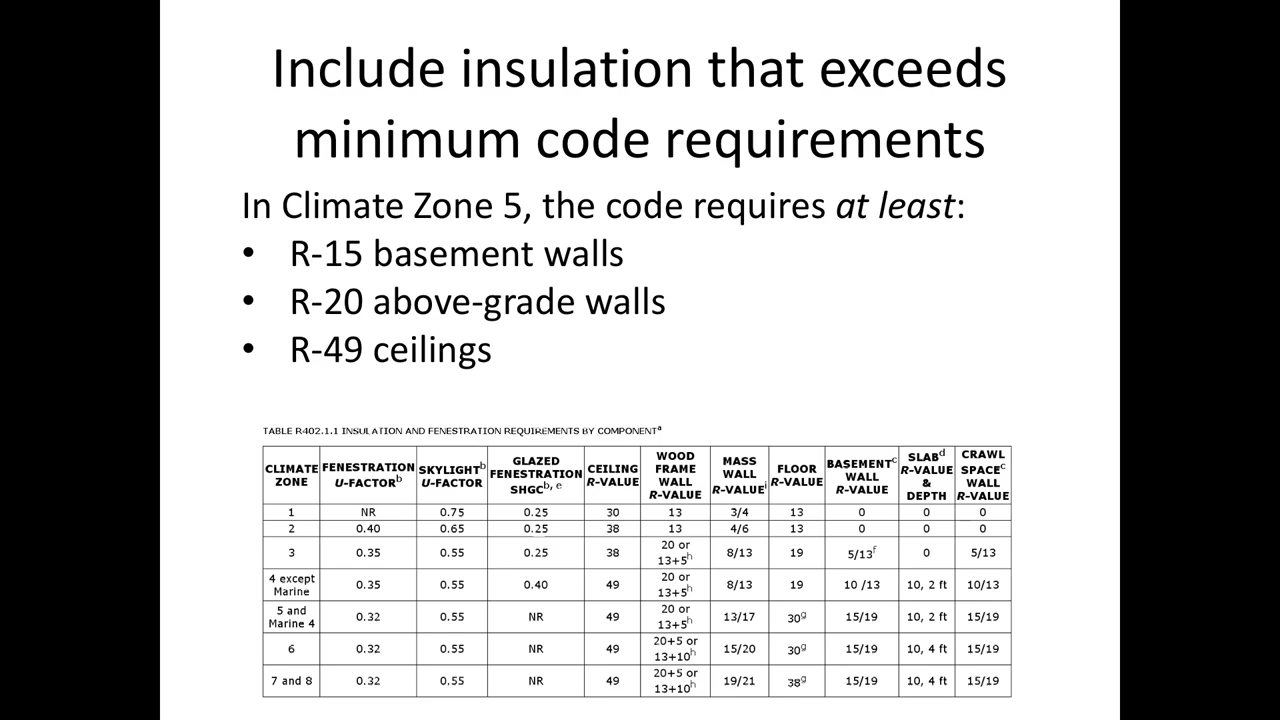 Include insulation that exceeds
minimum code requirements
In Climate Zone 5, the code requires at least:
• R-15 basement walls
• R-20 above-grade walls
• R-49 ceilings
TABLE R402.1.1 INSULATION AND FENESTRATION REQUIREMENTS BY COMPONENTa
CLIMATE ZONE | FENESTRATION U-FACTORb | SKYLIGHTb U-FACTOR | GLAZED FENESTRATION SHGCb, e | CEILING R-VALUE | WOOD FRAME WALL R-VALUE | MASS WALL R-VALUEi | FLOOR R-VALUE | BASEMENTc WALL R-VALUE | SLABd R-VALUE & DEPTH | CRAWL SPACEc WALL R-VALUE
1 | NR | 0.75 | 0.25 | 30 | 13 | 3/4 | 13 | 0 | 0 | 0
2 | 0.40 | 0.65 | 0.25 | 38 | 13 | 4/6 | 13 | 0 | 0 | 0
3 | 0.35 | 0.55 | 0.25 | 38 | 20 or 13+5h | 8/13 | 19 | 5/13f | 0 | 5/13
4 except Marine | 0.35 | 0.55 | 0.40 | 49 | 20 or 13+5h | 8/13 | 19 | 10 /13 | 10, 2 ft | 10/13
5 and Marine 4 | 0.32 | 0.55 | NR | 49 | 20 or 13+5h | 13/17 | 30g | 15/19 | 10, 2 ft | 15/19
6 | 0.32 | 0.55 | NR | 49 | 20+5 or 13+10h | 15/20 | 30g | 15/19 | 10, 4 ft | 15/19
7 and 8 | 0.32 | 0.55 | NR | 49 | 20+5 or 13+10h | 19/21 | 38g | 15/19 | 10, 4 ft | 15/19